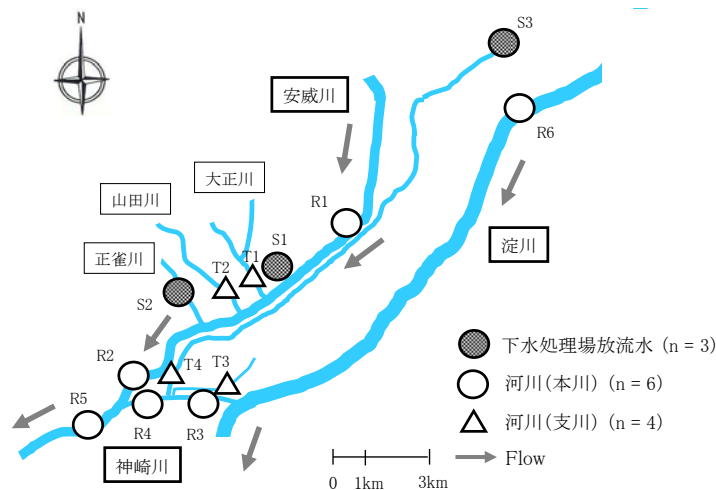 N
S3
安威川
R6
大正川
山田川
R1
淀川
正雀川
S1
T1
T2
S2
下水処理場放流水 (n = 3)
R2
T4
T3
河川(本川) (n = 6)
R5
R4
R3
河川(支川) (n = 4)
神崎川
Flow
0 1km 3km